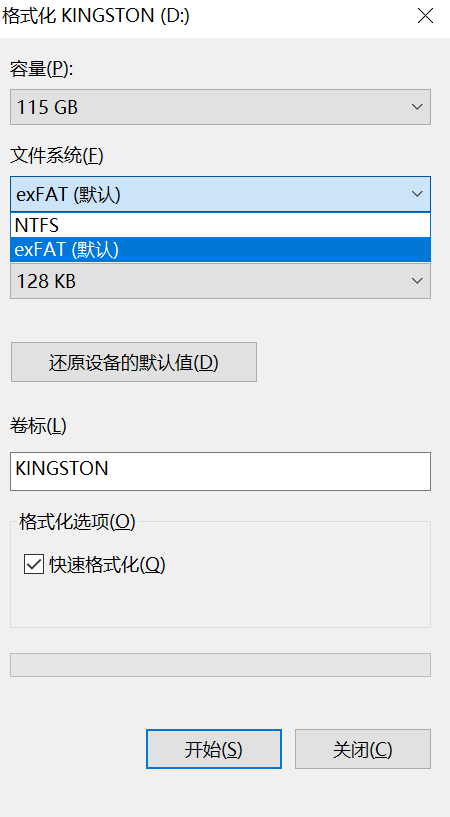 格式化 KINGSTON (D:)
容量(P):
115 GB
文件系统(F)
exFAT (默认)
NTFS
exFAT (默认)
128 KB
还原设备的默认值(D)
卷标(L)
KINGSTON
格式化选项(O)
快速格式化(Q)
开始(S)
关闭(C)